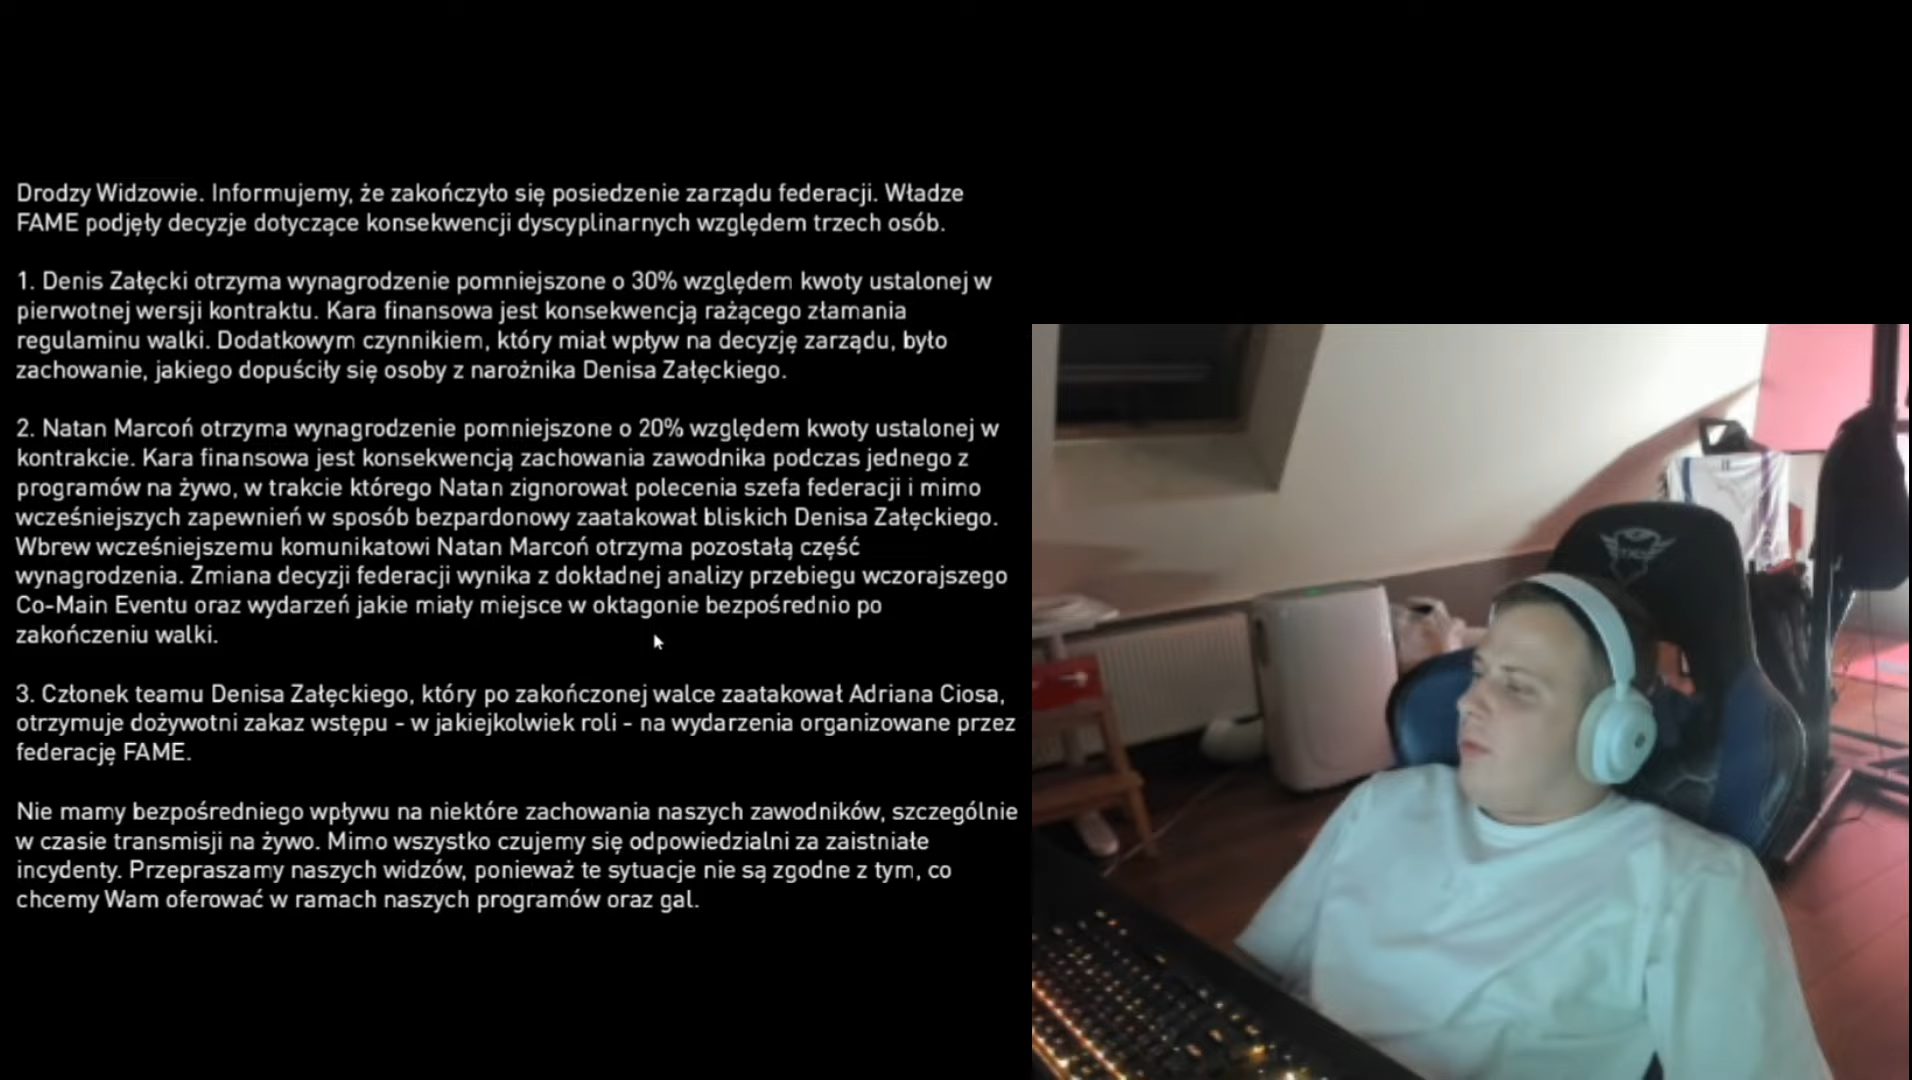 Drodzy Widzowie. Informujemy, że zakończyło się posiedzenie zarządu federacji. Władze
FAME podjęły decyzje dotyczące konsekwencji dyscyplinarnych względem trzech osób.
1. Denis Załęcki otrzyma wynagrodzenie pomniejszone o 30% względem kwoty ustalonej w
pierwotnej wersji kontraktu. Kara finansowa jest konsekwencją rażącego złamania
regulaminu walki. Dodatkowym czynnikiem, który miał wpływ na decyzję zarządu, było
zachowanie, jakiego dopuściły się osoby z narożnika Denisa Załęckiego.
2. Natan Marcoń otrzyma wynagrodzenie pomniejszone o 20% względem kwoty ustalonej w
kontrakcie. Kara finansowa jest konsekwencją zachowania zawodnika podczas jednego z
programów na żywo, w trakcie którego Natan zignorował polecenia szefa federacji i mimo
wcześniejszych zapewnień w sposób bezpardonowy zaatakował bliskich Denisa Załęckiego.
Wbrew wcześniejszemu komunikatowi Natan Marcoń otrzyma pozostałą część
wynagrodzenia. Zmiana decyzji federacji wynika z dokładnej analizy przebiegu wczorajszego
Co-Main Eventu oraz wydarzeń jakie miały miejsce w oktagonie bezpośrednio po
zakończeniu walki.
3. Członek teamu Denisa Załęckiego, który po zakończonej walce zaatakował Adriana Ciosa,
otrzymuje dożywotni zakaz wstępu - w jakiejkolwiek roli - na wydarzenia organizowane przez
federację FAME.
Nie mamy bezpośredniego wpływu na niektóre zachowania naszych zawodników, szczególnie
w czasie transmisji na żywo. Mimo wszystko czujemy się odpowiedzialni za zaistniałe
incydenty. Przepraszamy naszych widzów, ponieważ te sytuacje nie są zgodne z tym, co
chcemy Wam oferować w ramach naszych programów oraz gal.